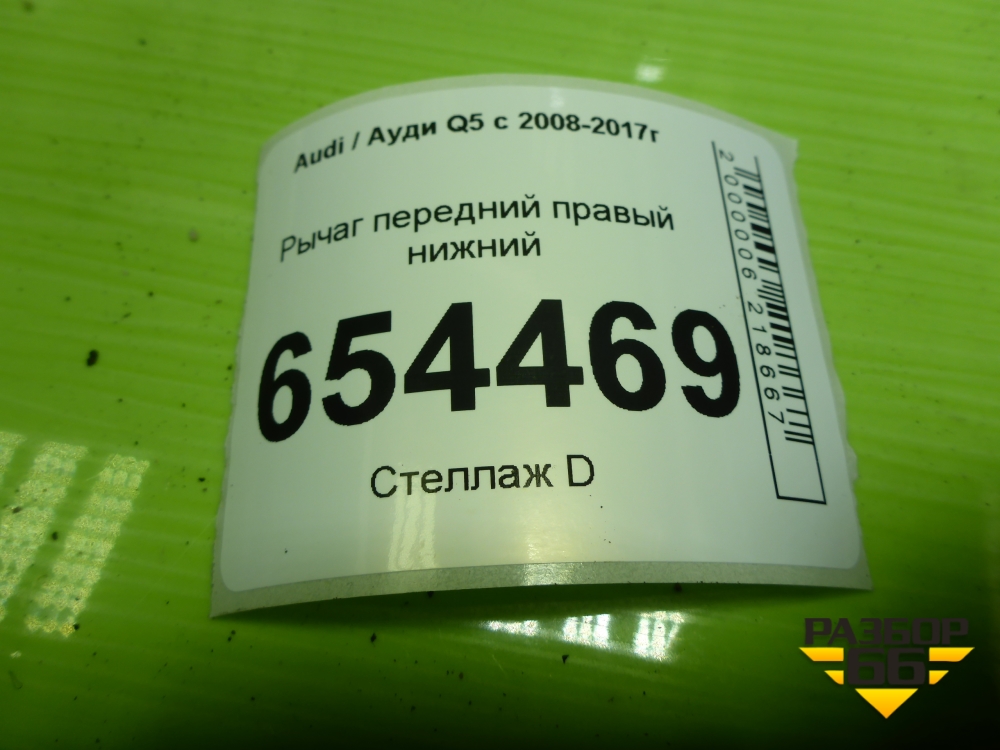 Audi / Ауди Q5 с 2008-2017г
Рычаг передний правый
нижний
654469
Стеллаж D
2000006218667
РАЗБОР
66